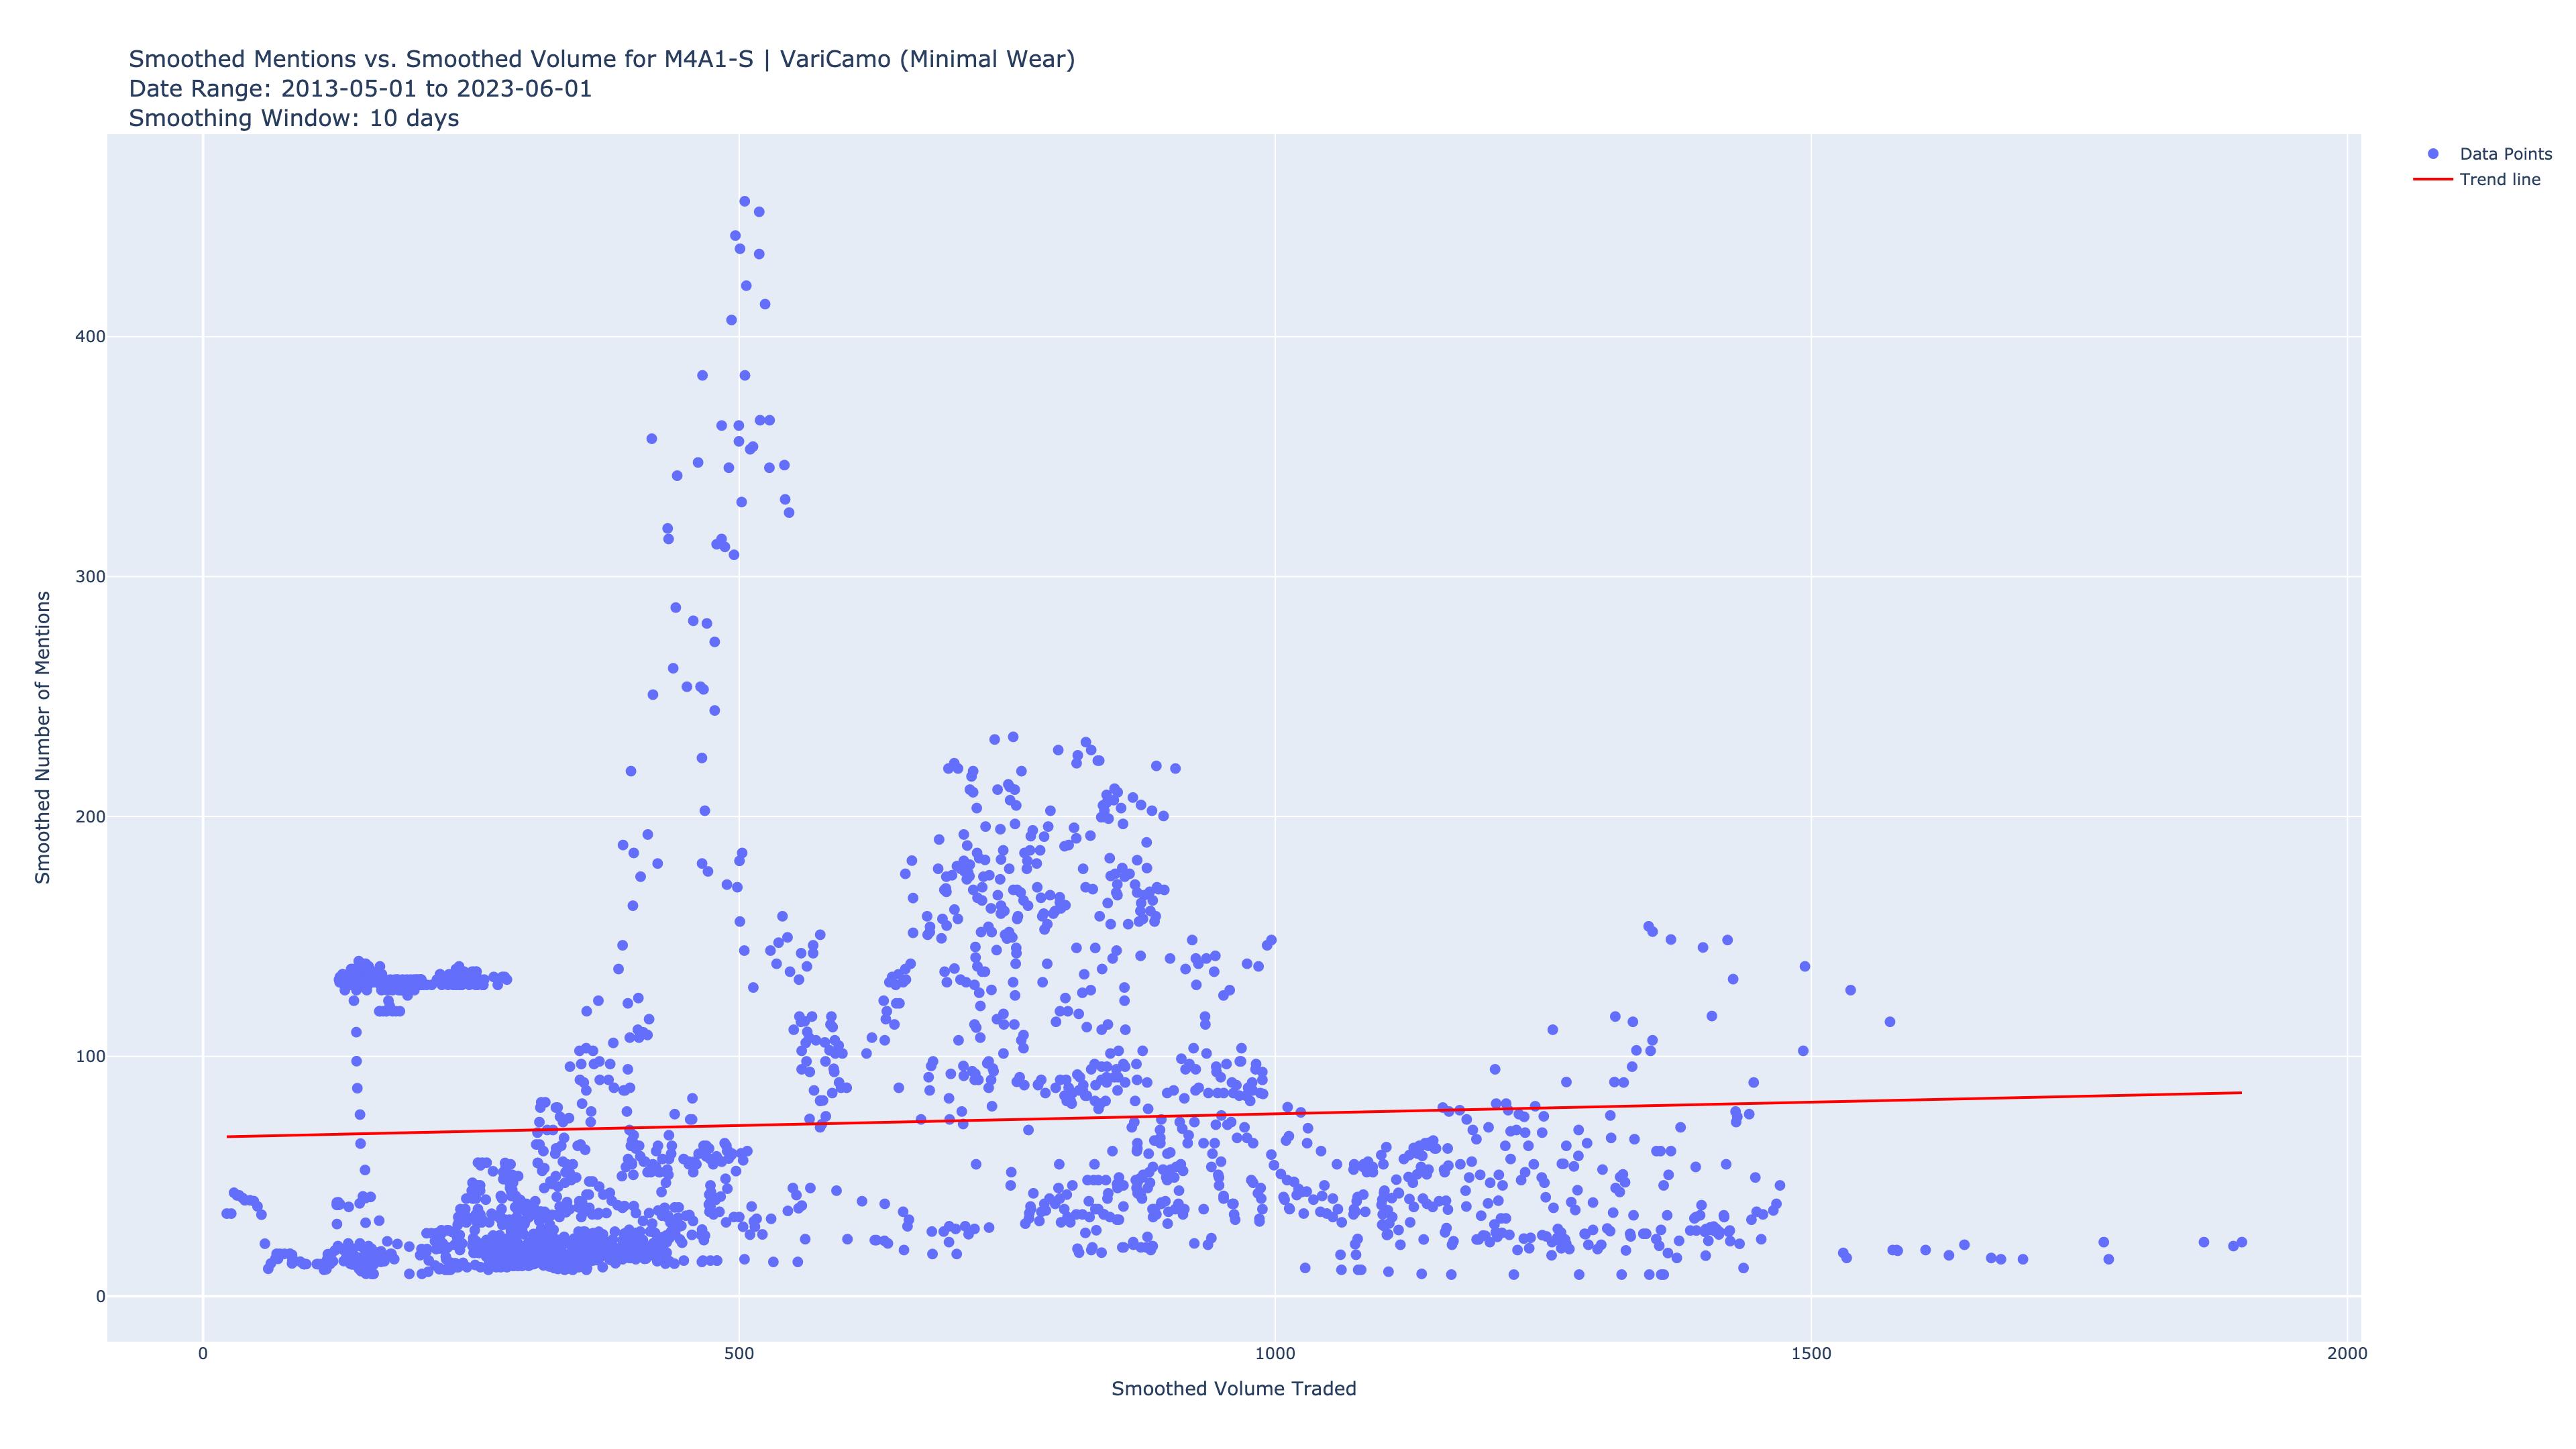 Smoothed Mentions vs. Smoothed Volume for M4A1-S | VariCamo (Minimal Wear)
Date Range: 2013-05-01 to 2023-06-01
Smoothing Window: 10 days
Data Points
Trend line
400
300
200
100
0
Smoothed Number of Mentions
0
500
1000
1500
2000
Smoothed Volume Traded